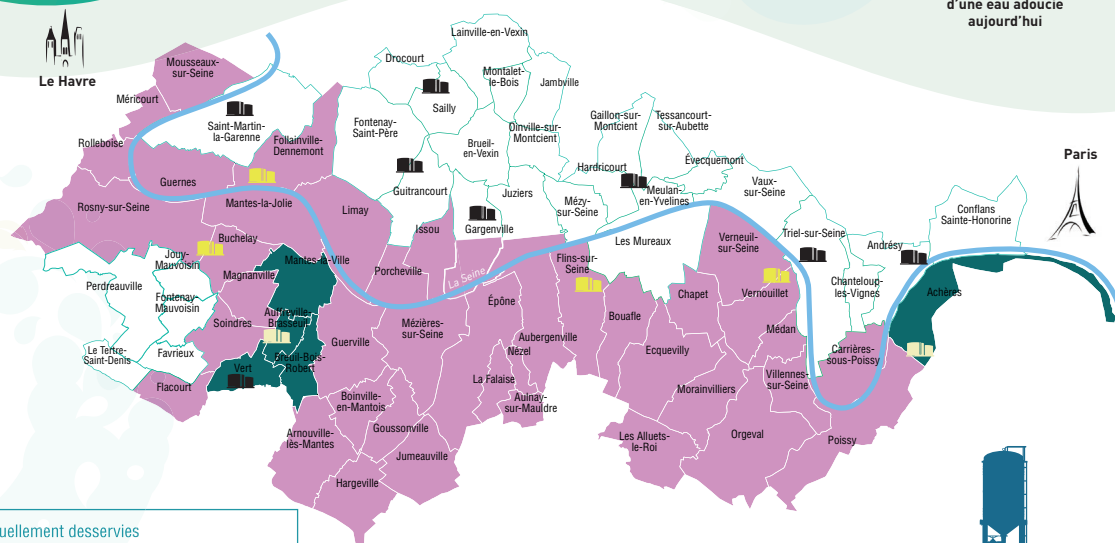 d'une eau adoucie
aujourd'hui
Le Havre
Paris
Lainville-en-Vexin
Mousseaux-
sur-Seine
Drocourt
Montalet-
le-Bois
Jambville
Méricourt
Sailly
Saint-Martin-
la-Garenne
Fontenay-
Saint-Père
Gaillon-sur-
Montcient
Tessancourt-
sur-Aubette
Oinville-sur-
Montcient
Rolleboise
Follainville-
Dennemont
Brueil-
en-Vexin
Évecquemont
Hardricourt
Guernes
Guitrancourt
Juziers
Meulan-
en-Yvelines
Vaux-
sur-Seine
Rosny-sur-Seine
Mantes-la-Jolie
Limay
Mézy-
sur-Seine
Conflans
Sainte-Honorine
Issou
Gargenville
Buchelay
Les Mureaux
Verneuil-
sur-Seine
Triel-sur-Seine
Andrésy
Jouy-
Mauvoisin
Mantes-la-Ville
Flins-sur-
Seine
Magnanville
Porcheville
La Seine
Perdreauville
Chanteloup-
les-Vignes
Achères
Fontenay-
Mauvoisin
Épône
Chapet
Vernouillet
Auffreville-
Brasseuil
Soindres
Mézières-
sur-Seine
Bouafle
Médan
Guerville
Aubergenville
Nézel
Ecquevilly
Carrières-
sous-Poissy
Le Tertre-
Saint-Denis
Favrieux
Breuil-Bois-
Robert
Vert
La Falaise
Villennes-
sur-Seine
Flacourt
Morainvilliers
Boinville-
en-Mantois
Aulnay-
sur-Mauldre
Goussonville
Arnouville-
lès-Mantes
Les Alluets-
le-Roi
Orgeval
Poissy
Jumeauville
Hargeville
uellement desservies